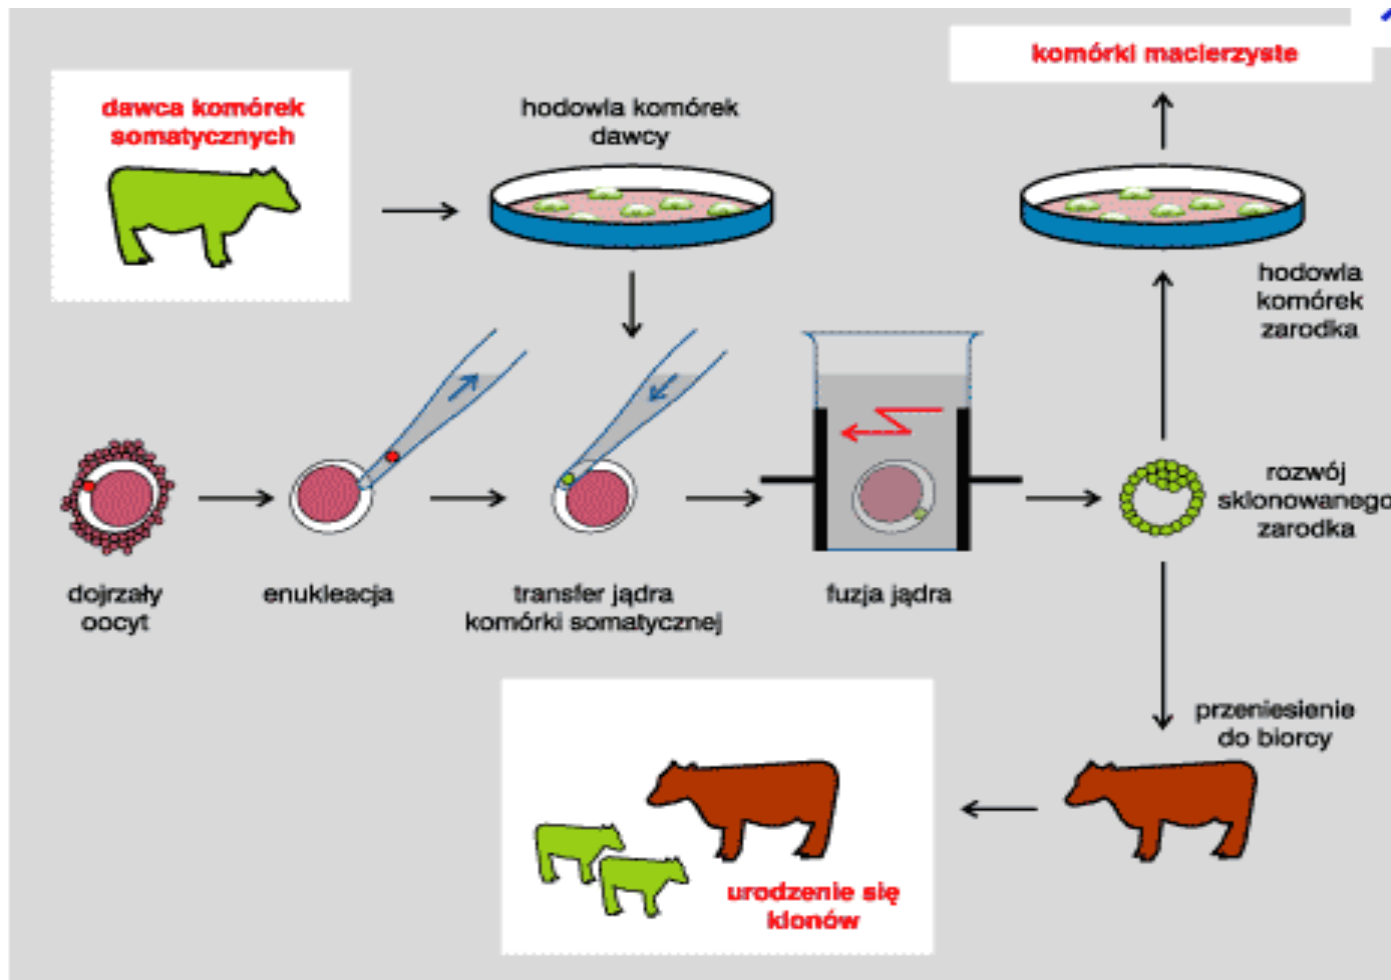 dawca komórek
somatycznych
hodowla komórek
dawcy
komórki macierzyste
hodowla
komórek
zarodka
dojrzały
oocyt
enukleacja
transfer jądra
komórki somatycznej
fuzja jądra
rozwój
sklonowanego
zarodka
przeniesienie
do biorcy
urodzenie się
klonów